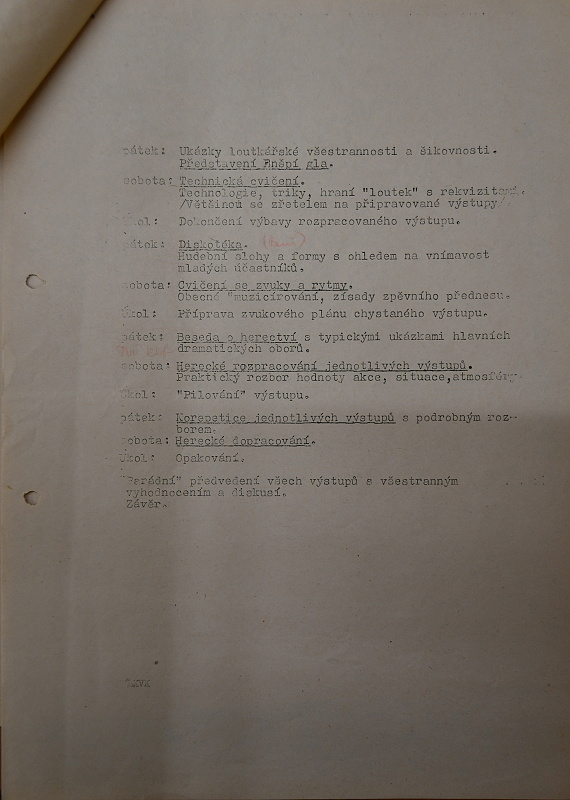 pátek: Ukázky loutkářské všestrannosti a šikovnosti.
Představení
sobota: Technická cvičení.
Technologie, triky, hraní "loutek" s rekvizitami.
/Většinou se zřetelem na připravované výstupy/
Úkol: Dokončení výbavy rozpracovaného výstupu.
pátek: Diskotéka.
Hudební slohy a formy s ohledem na vnímavost
mladých účastníků.
sobota: Cvičení se zvuky a rytmy.
Obecné "muzicírování, zásady zpěvního přednesu.
Úkol: Příprava zvukového plánu chystaného výstupu.
pátek: Beseda o herectví s typickými ukázkami hlavních
dramatických oborů.
sobota: Herecké rozpracování jednotlivých výstupů.
Praktický rozbor hodnoty akce, situace,atmosféry
Úkol: "Pilování" výstupu.
pátek: Korepetice jednotlivých výstupů s podrobným roz-
borem.
sobota: Herecké dopracování.
Úkol: Opakování.
"Parádní" předvedení všech výstupů s všestranným
vyhodnocením a diskusí.
Závěr.